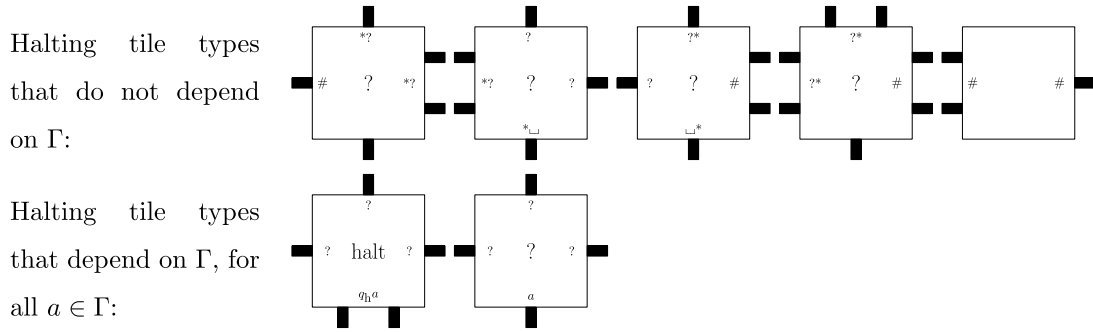 Halting tile types
that do not depend
on Γ:
*? ? *?
# ? *?
*␣
? ?* ?*
*? ? ? ? ? # ?* ? # # #
␣*
Halting tile types
that depend on Γ, for
all a ∈ Γ:
? ?
? halt ? ? ? ?
qₕa a